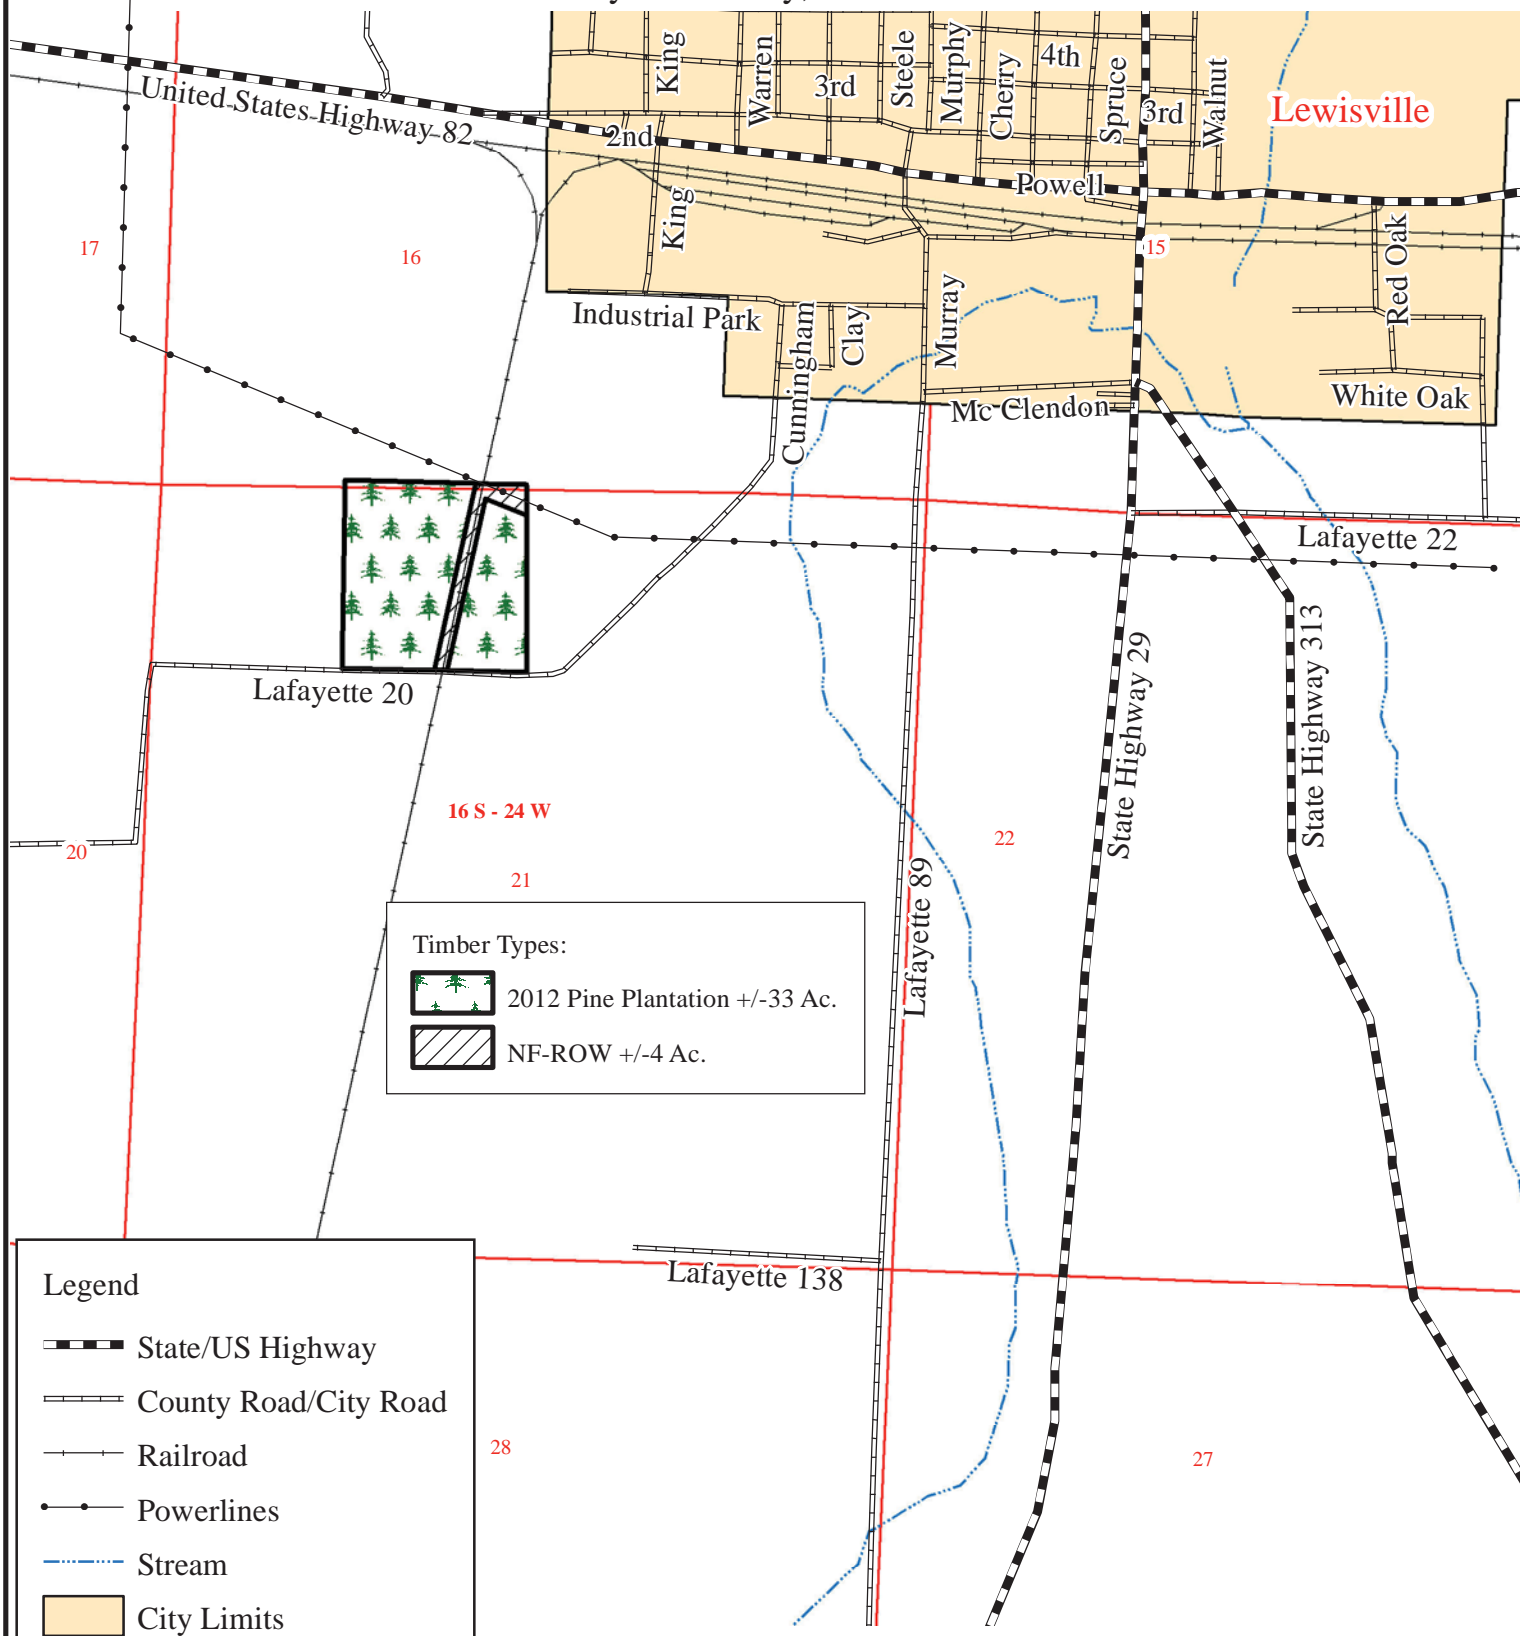 United States Highway 82
King
Warren
3rd
Steele
Murphy
Cherry
4th
Spruce
3rd
Walnut
Lewisville
2nd
Powell
King
17
16
15
Red Oak
Industrial Park
Cunningham
Clay
Murray
Mc Clendon
White Oak
Lafayette 22
Lafayette 20
State Highway 29
State Highway 313
16 S - 24 W
20
21
22
Lafayette 89
Timber Types:
2012 Pine Plantation +/-33 Ac.
NF-ROW +/-4 Ac.
Lafayette 138
28
27
Legend
State/US Highway
County Road/City Road
Railroad
Powerlines
Stream
City Limits